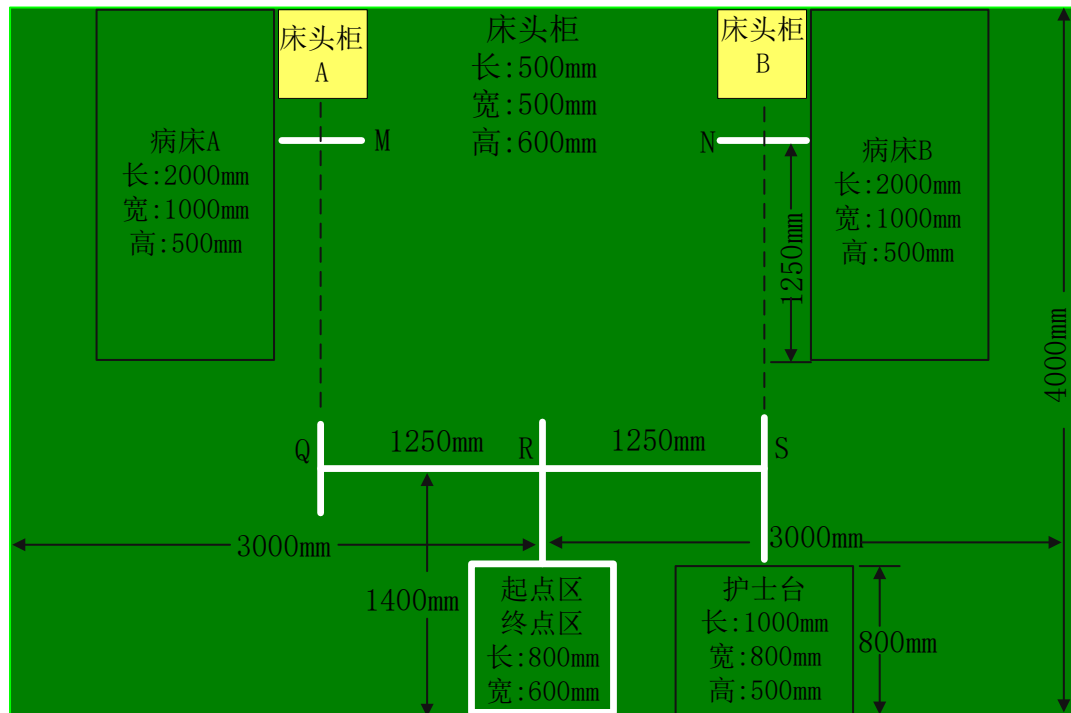 床头柜
A
床头柜
长:500mm
宽:500mm
高:600mm
床头柜
B
病床A
长:2000mm
宽:1000mm
高:500mm
M
N
病床B
长:2000mm
宽:1000mm
高:500mm
1250mm
4000mm
Q
1250mm
R
1250mm
S
3000mm
3000mm
1400mm
起点区
终点区
长:800mm
宽:600mm
护士台
长:1000mm
宽:800mm
高:500mm
800mm